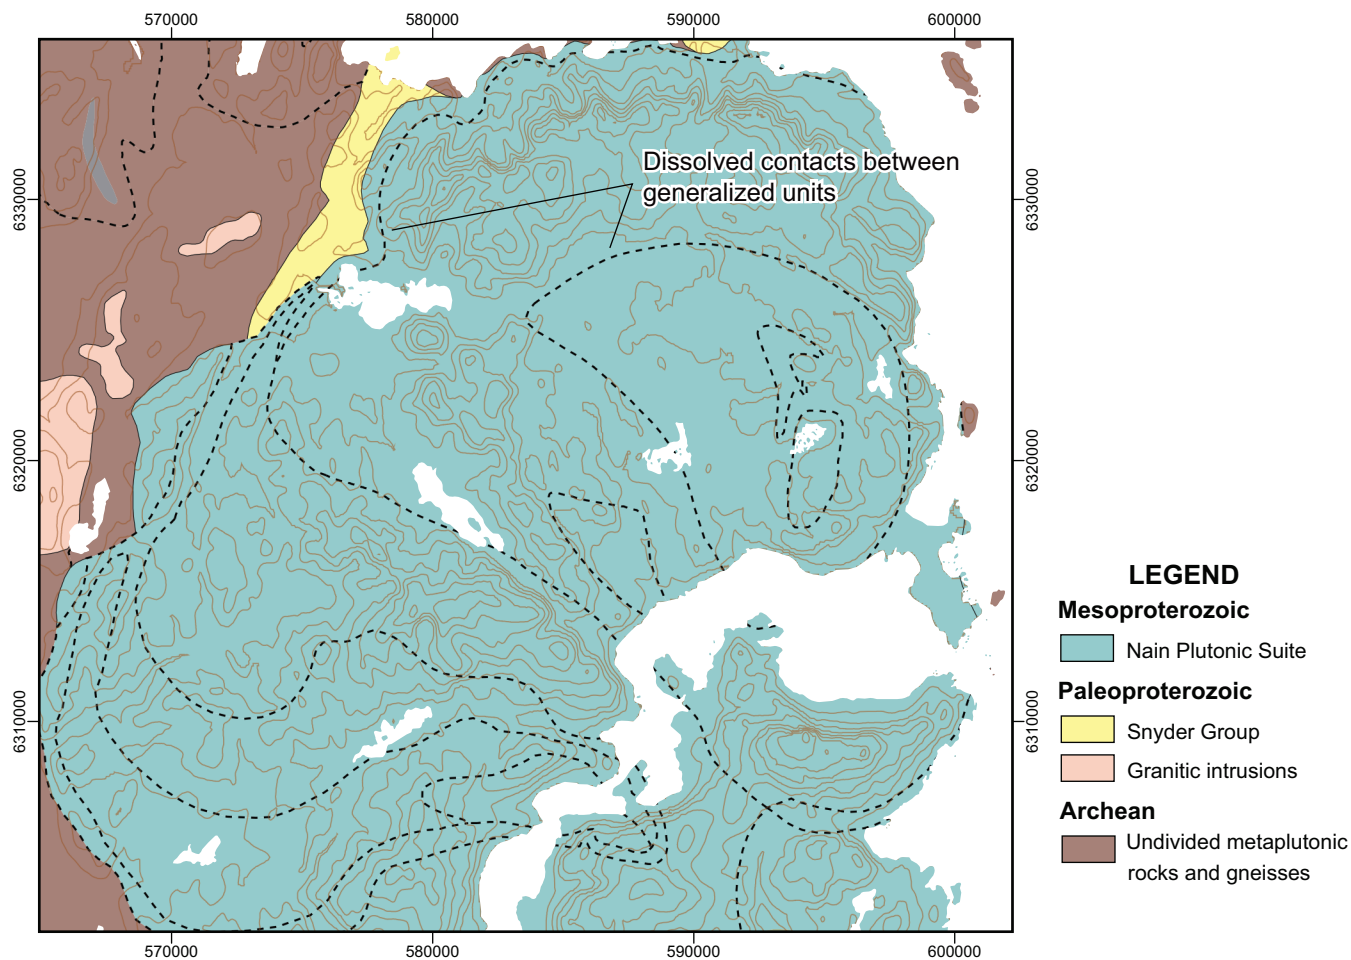 570000
580000
590000
600000
Dissolved contacts between
generalized units
6330000
6330000
6320000
6320000
6310000
6310000
570000
580000
590000
600000
LEGEND
Mesoproterozoic
Nain Plutonic Suite
Paleoproterozoic
Snyder Group
Granitic intrusions
Archean
Undivided metaplutonic
rocks and gneisses